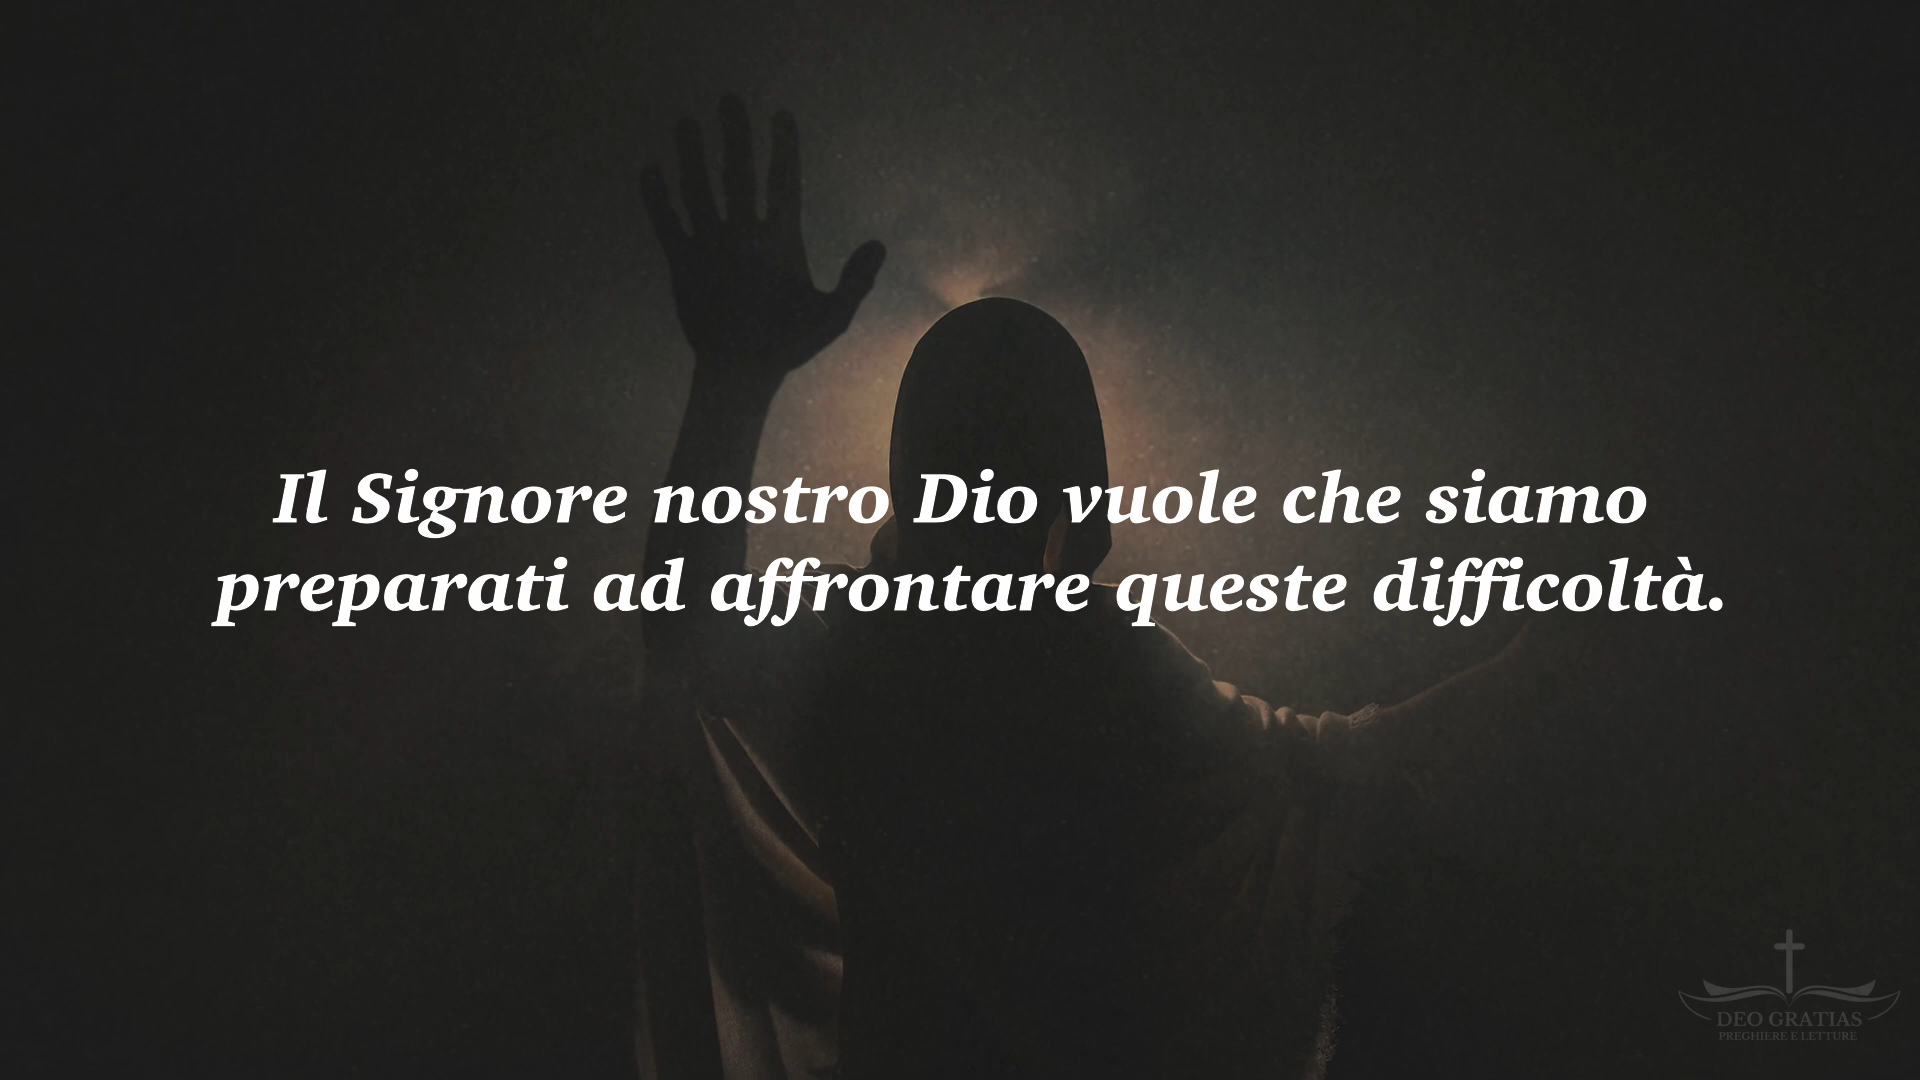 Il Signore nostro Dio vuole che siamo
preparati ad affrontare queste difficoltà.
DEO GRATIAS
PREGHIERE E LETTURE